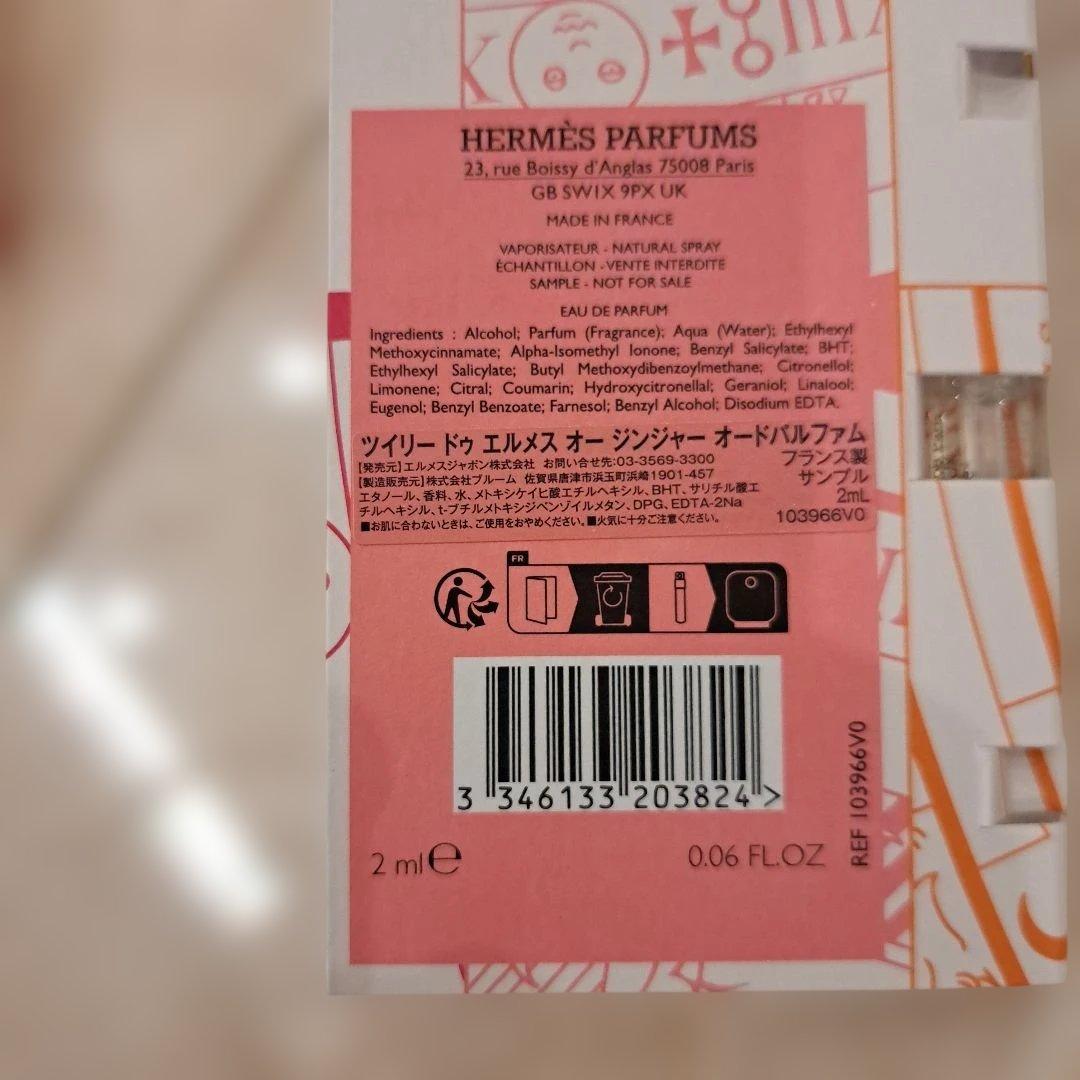 HERMÈS PARFUMS
23, rue Boissy d'Anglas 75008 Paris
GB SW1X 9PX UK
MADE IN FRANCE
VAPORISATEUR - NATURAL SPRAY
ÉCHANTILLON - VENTE INTERDITE
SAMPLE - NOT FOR SALE
EAU DE PARFUM
Ingredients : Alcohol; Parfum (Fragrance); Aqua (Water); Ethylhexyl
Methoxycinnamate; Alpha-Isomethyl Ionone; Benzyl Salicylate; BHT;
Ethylhexyl Salicylate; Butyl Methoxydibenzoylmethane; Citronellol;
Limonene; Citral; Coumarin; Hydroxycitronellal; Geraniol; Linalool;
Eugenol; Benzyl Benzoate; Farnesol; Benzyl Alcohol; Disodium EDTA.
ツイリー ドゥ エルメス オー ジンジャー オードパルファム
【発売元】エルメスジャポン株式会社 お問い合せ先:03-3569-3300 フランス製
【製造販売元】株式会社ブルーム 佐賀県唐津市浜玉町浜崎1901-457 サンプル
エタノール、香料、水、メトキシケイヒ酸エチルヘキシル、BHT、サリチル酸エ 2mL
チルヘキシル、t-ブチルメトキシジベンゾイルメタン、DPG、EDTA-2Na
■お肌に合わないときは、ご使用をおやめください。■火気に十分ご注意ください。 103966V0
FR
3 346133 203824 >
REF 103966V0
2 ml e 0.06 FL.OZ